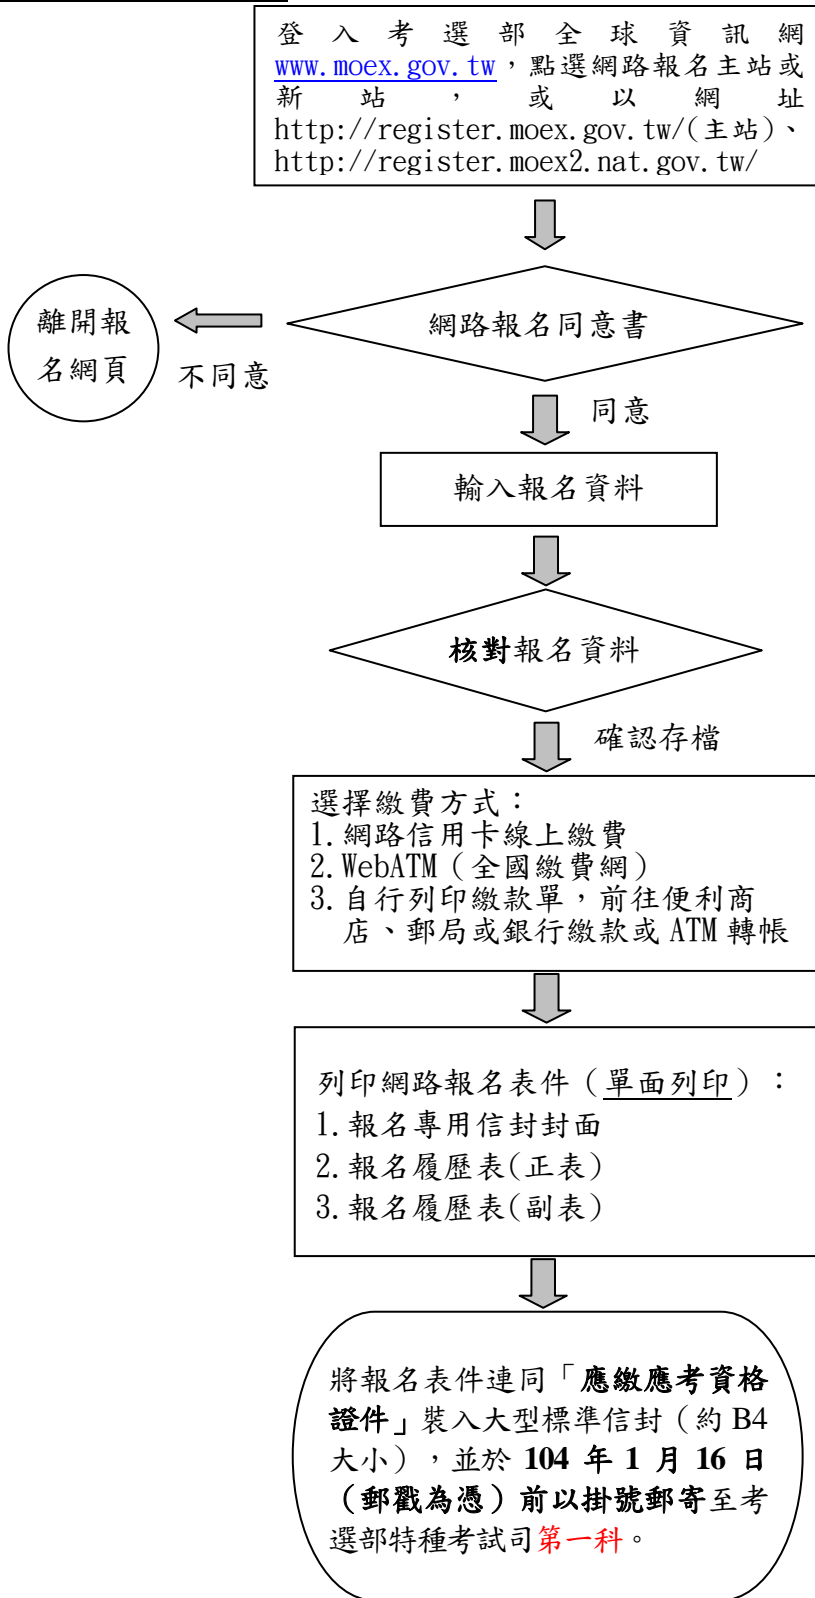 登入考選部全球資訊網
www.moex.gov.tw，點選網路報名主站或
新站，或以網址
http://register.moex.gov.tw/(主站)、
http://register.moex2.nat.gov.tw/
網路報名同意書
離開報
名網頁
不同意
同意
輸入報名資料
核對報名資料
確認存檔
選擇繳費方式：
1.網路信用卡線上繳費
2.WebATM（全國繳費網）
3.自行列印繳款單，前往便利商
店、郵局或銀行繳款或 ATM 轉帳
列印網路報名表件（單面列印）：
1.報名專用信封封面
2.報名履歷表(正表)
3.報名履歷表(副表)
將報名表件連同「應繳應考資格
證件」裝入大型標準信封（約 B4
大小），並於 104 年 1 月 16 日
（郵戳為憑）前以掛號郵寄至考
選部特種考試司第一科。